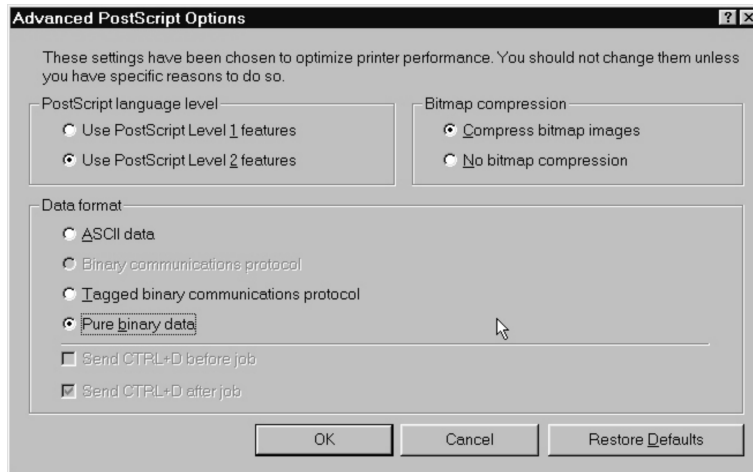 Advanced PostScript Options
These settings have been chosen to optimize printer performance. You should not change them unless
you have specific reasons to do so.
PostScript language level
Use PostScript Level 1 features
Use PostScript Level 2 features
Bitmap compression
Compress bitmap images
No bitmap compression
Data format
ASCII data
Binary communications protocol
Tagged binary communications protocol
Pure binary data
Send CTRL+D before job
Send CTRL+D after job
OK
Cancel
Restore Defaults